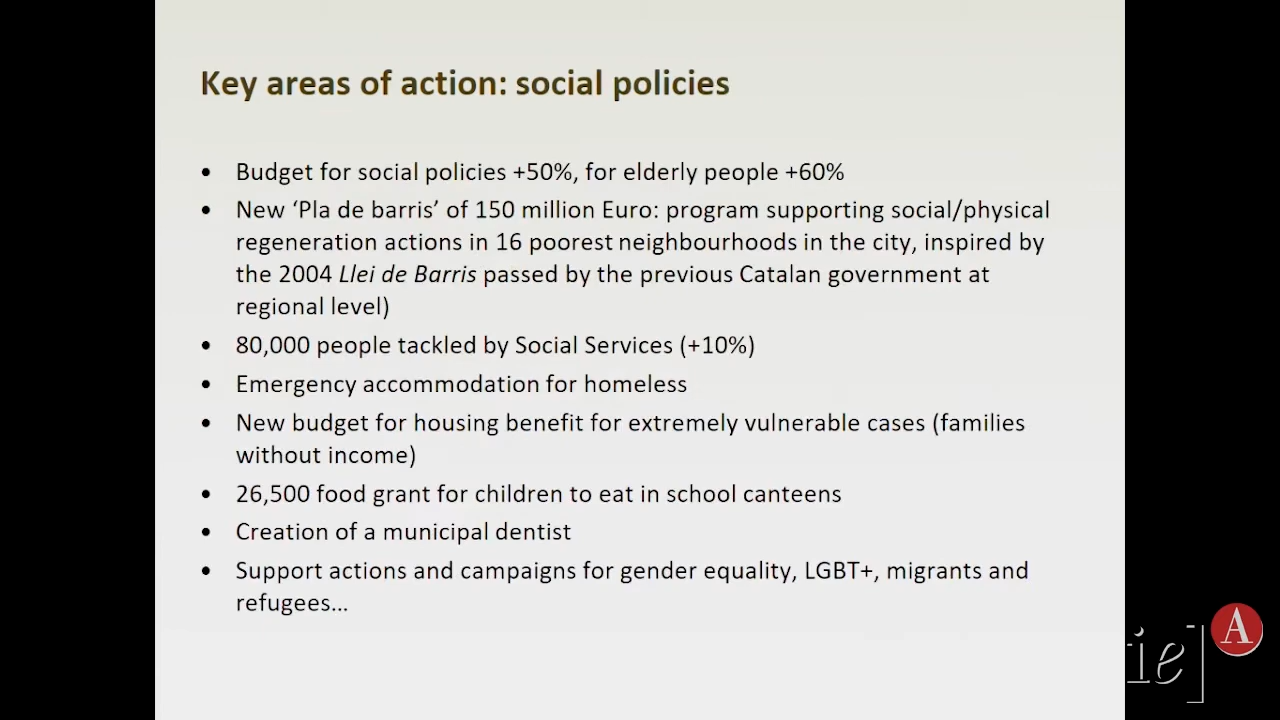 Key areas of action: social policies
• Budget for social policies +50%, for elderly people +60%
• New ‘Pla de barris’ of 150 million Euro: program supporting social/physical
regeneration actions in 16 poorest neighbourhoods in the city, inspired by
the 2004 Llei de Barris passed by the previous Catalan government at
regional level)
• 80,000 people tackled by Social Services (+10%)
• Emergency accommodation for homeless
• New budget for housing benefit for extremely vulnerable cases (families
without income)
• 26,500 food grant for children to eat in school canteens
• Creation of a municipal dentist
• Support actions and campaigns for gender equality, LGBT+, migrants and
refugees...
ie] A